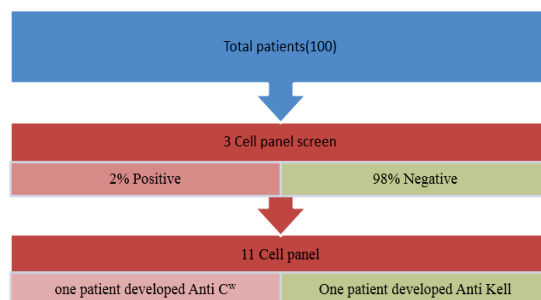 Total patients(100)
3 Cell panel screen
2% Positive
98% Negative
11 Cell panel
one patient developed Anti Cᵂ
One patient developed Anti Kell